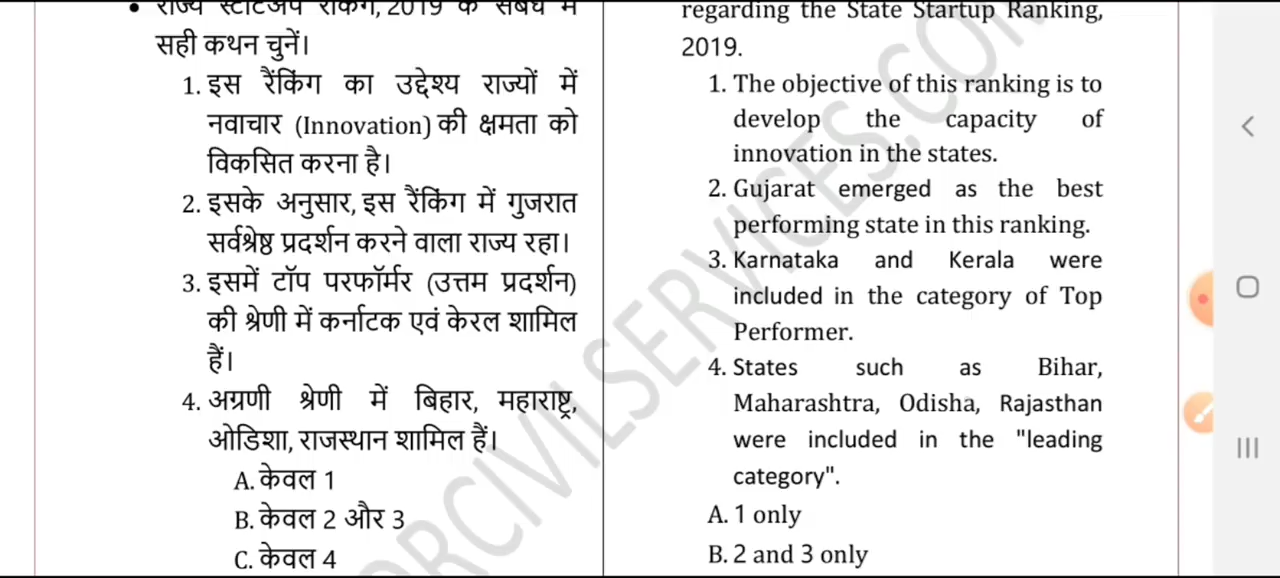 राज्य स्टार्टअप रैंकिंग, 2019 के संबंध में
सही कथन चुनें।
1. इस रैंकिंग का उद्देश्य राज्यों में
नवाचार (Innovation) की क्षमता को
विकसित करना है।
2. इसके अनुसार, इस रैंकिंग में गुजरात
सर्वश्रेष्ठ प्रदर्शन करने वाला राज्य रहा।
3. इसमें टॉप परफॉर्मर (उत्तम प्रदर्शन)
की श्रेणी में कर्नाटक एवं केरल शामिल
हैं।
4. अग्रणी श्रेणी में बिहार, महाराष्ट्र,
ओडिशा, राजस्थान शामिल हैं।
A. केवल 1
B. केवल 2 और 3
C. केवल 4
regarding the State Startup Ranking,
2019.
1. The objective of this ranking is to
develop the capacity of
innovation in the states.
2. Gujarat emerged as the best
performing state in this ranking.
3. Karnataka and Kerala were
included in the category of Top
Performer.
4. States such as Bihar,
Maharashtra, Odisha, Rajasthan
were included in the "leading
category".
A. 1 only
B. 2 and 3 only
ORCIVILSERVICES.COM